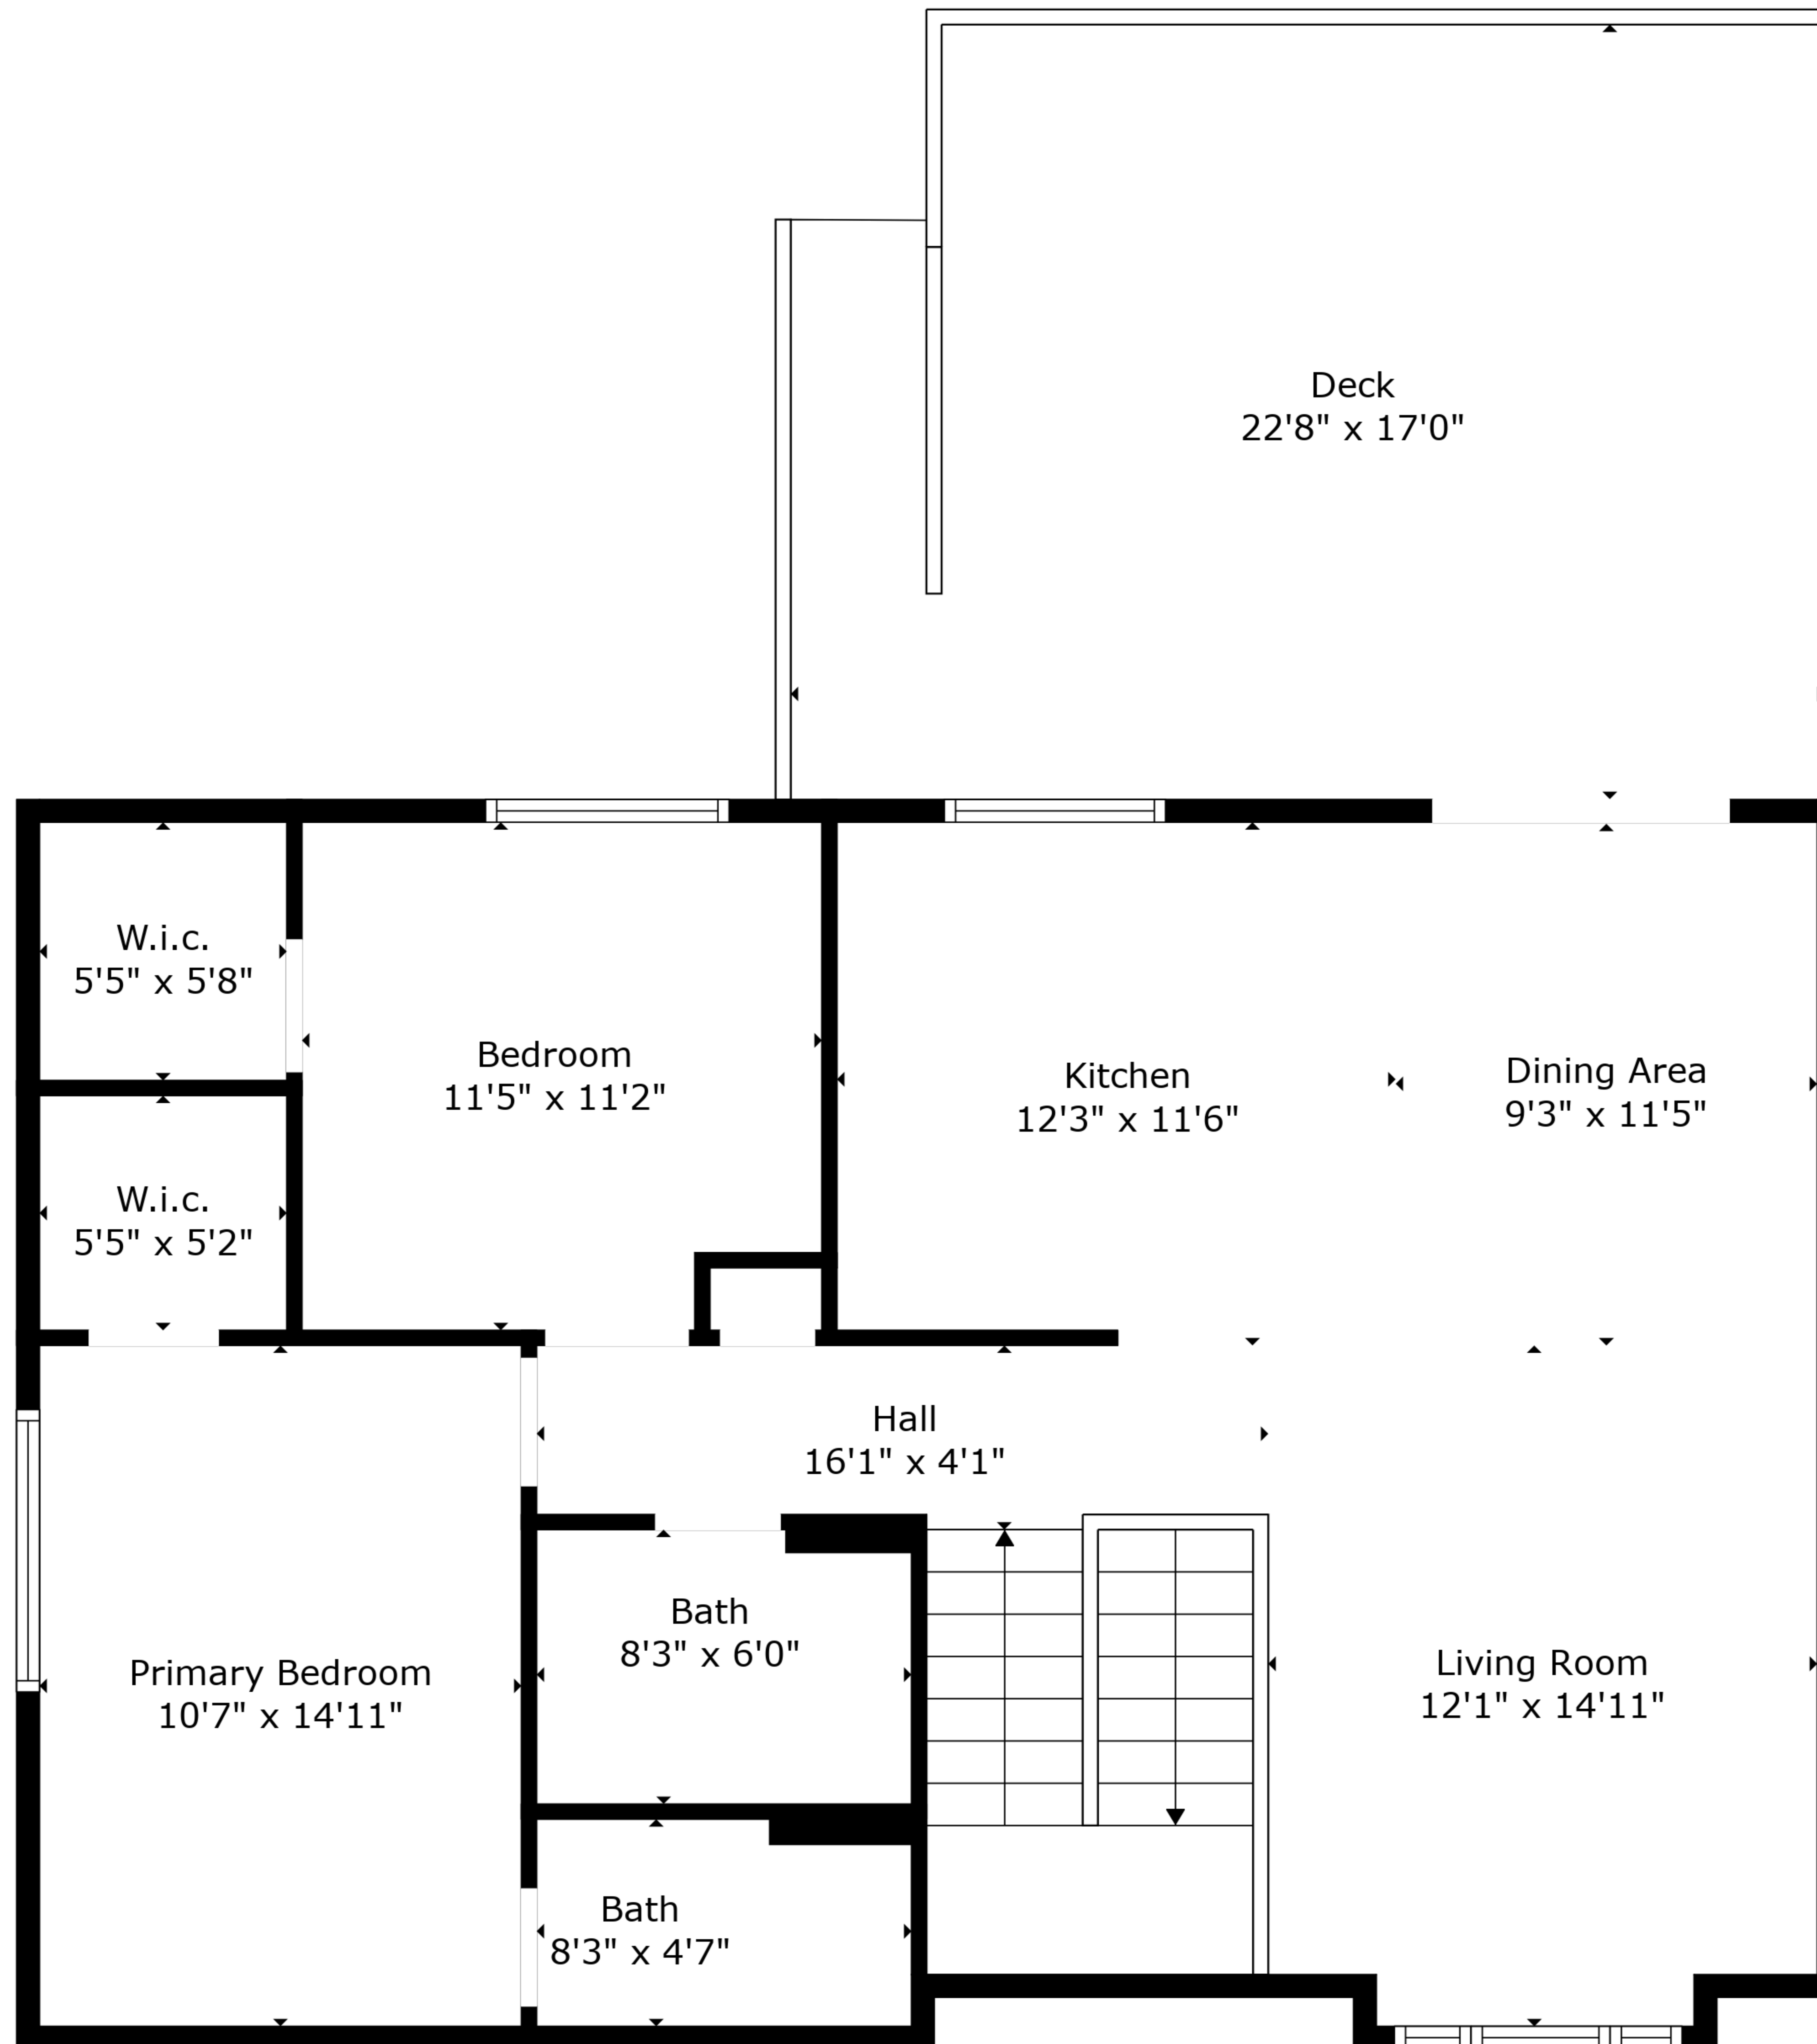 Deck
22'8" x 17'0"
W.i.c.
5'5" x 5'8"
Bedroom
11'5" x 11'2"
Kitchen
12'3" x 11'6"
Dining Area
9'3" x 11'5"
W.i.c.
5'5" x 5'2"
Hall
16'1" x 4'1"
Bath
8'3" x 6'0"
Primary Bedroom
10'7" x 14'11"
Living Room
12'1" x 14'11"
Bath
8'3" x 4'7"